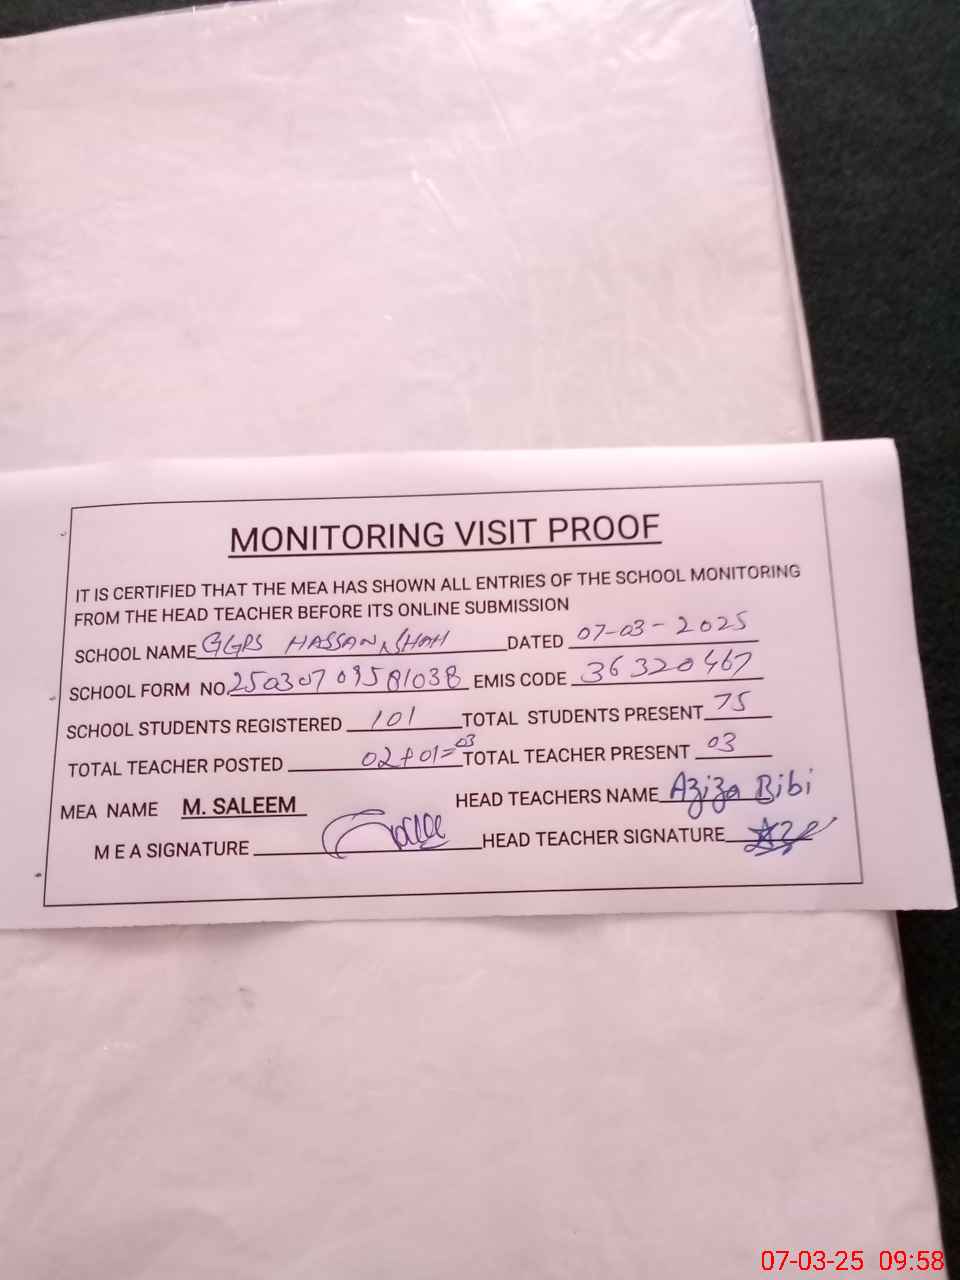 MONITORING VISIT PROOF
IT IS CERTIFIED THAT THE MEA HAS SHOWN ALL ENTRIES OF THE SCHOOL MONITORING
FROM THE HEAD TEACHER BEFORE ITS ONLINE SUBMISSION
SCHOOL NAME GGPS HASSAN SHAH DATED 07-03-2025
SCHOOL FORM NO. EMIS CODE 36320467
SCHOOL STUDENTS REGISTERED 101 TOTAL STUDENTS PRESENT 75
TOTAL TEACHER POSTED 02+01=03 TOTAL TEACHER PRESENT 03
MEA NAME M. SALEEM HEAD TEACHERS NAME Aziza Bibi
M E A SIGNATURE HEAD TEACHER SIGNATURE
07-03-25 09:58